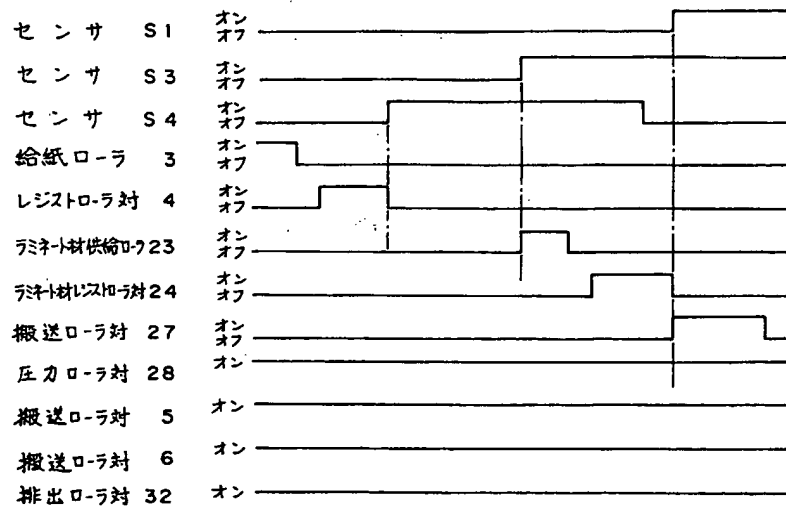 センサ S1 オン オフ
センサ S3 オン オフ
センサ S4 オン オフ
給紙ローラ 3 オン オフ
レジストローラ対 4 オン オフ
ラミネート材供給ローラ23 オン オフ
ラミネート材レジストローラ対24 オン オフ
搬送ローラ対 27 オン オフ
圧力ローラ対 28 オン
搬送ローラ対 5 オン
搬送ローラ対 6 オン
排出ローラ対 32 オン